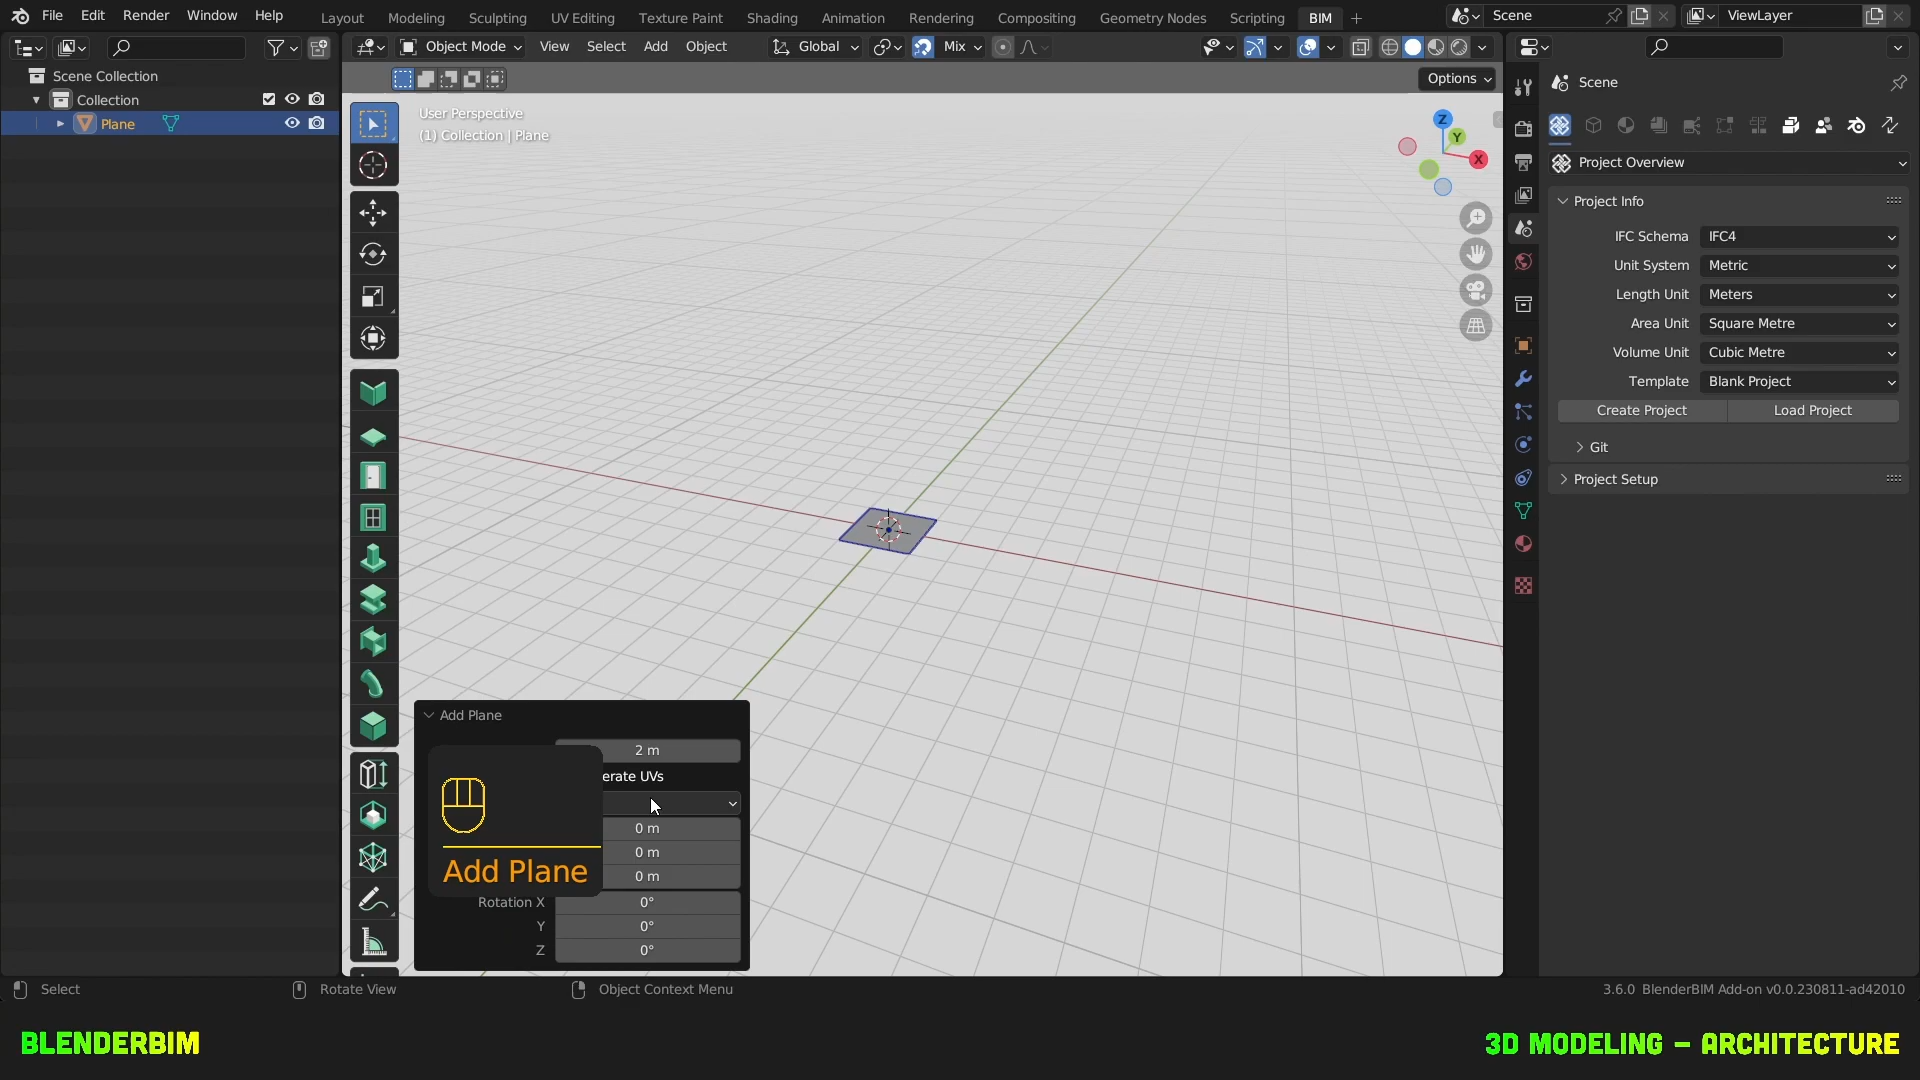 File Edit Render Window Help
Layout Modeling Sculpting UV Editing Texture Paint Shading Animation Rendering Compositing Geometry Nodes Scripting BIM
Scene
ViewLayer
Object Mode View Select Add Object
Global
Mix
Options
Scene Collection
Collection
Plane
User Perspective
(1) Collection | Plane
Z
Y
X
Scene
Project Overview
Project Info
IFC Schema IFC4
Unit System Metric
Length Unit Meters
Area Unit Square Metre
Volume Unit Cubic Metre
Template Blank Project
Create Project Load Project
Git
Project Setup
Add Plane
2 m
erate UVs
0 m
0 m
Add Plane
0 m
Rotation X 0°
Y 0°
Z 0°
Select Rotate View Object Context Menu
3.6.0 BlenderBIM Add-on v0.0.230811-ad42010
BLENDERBIM
3D MODELING – ARCHITECTURE